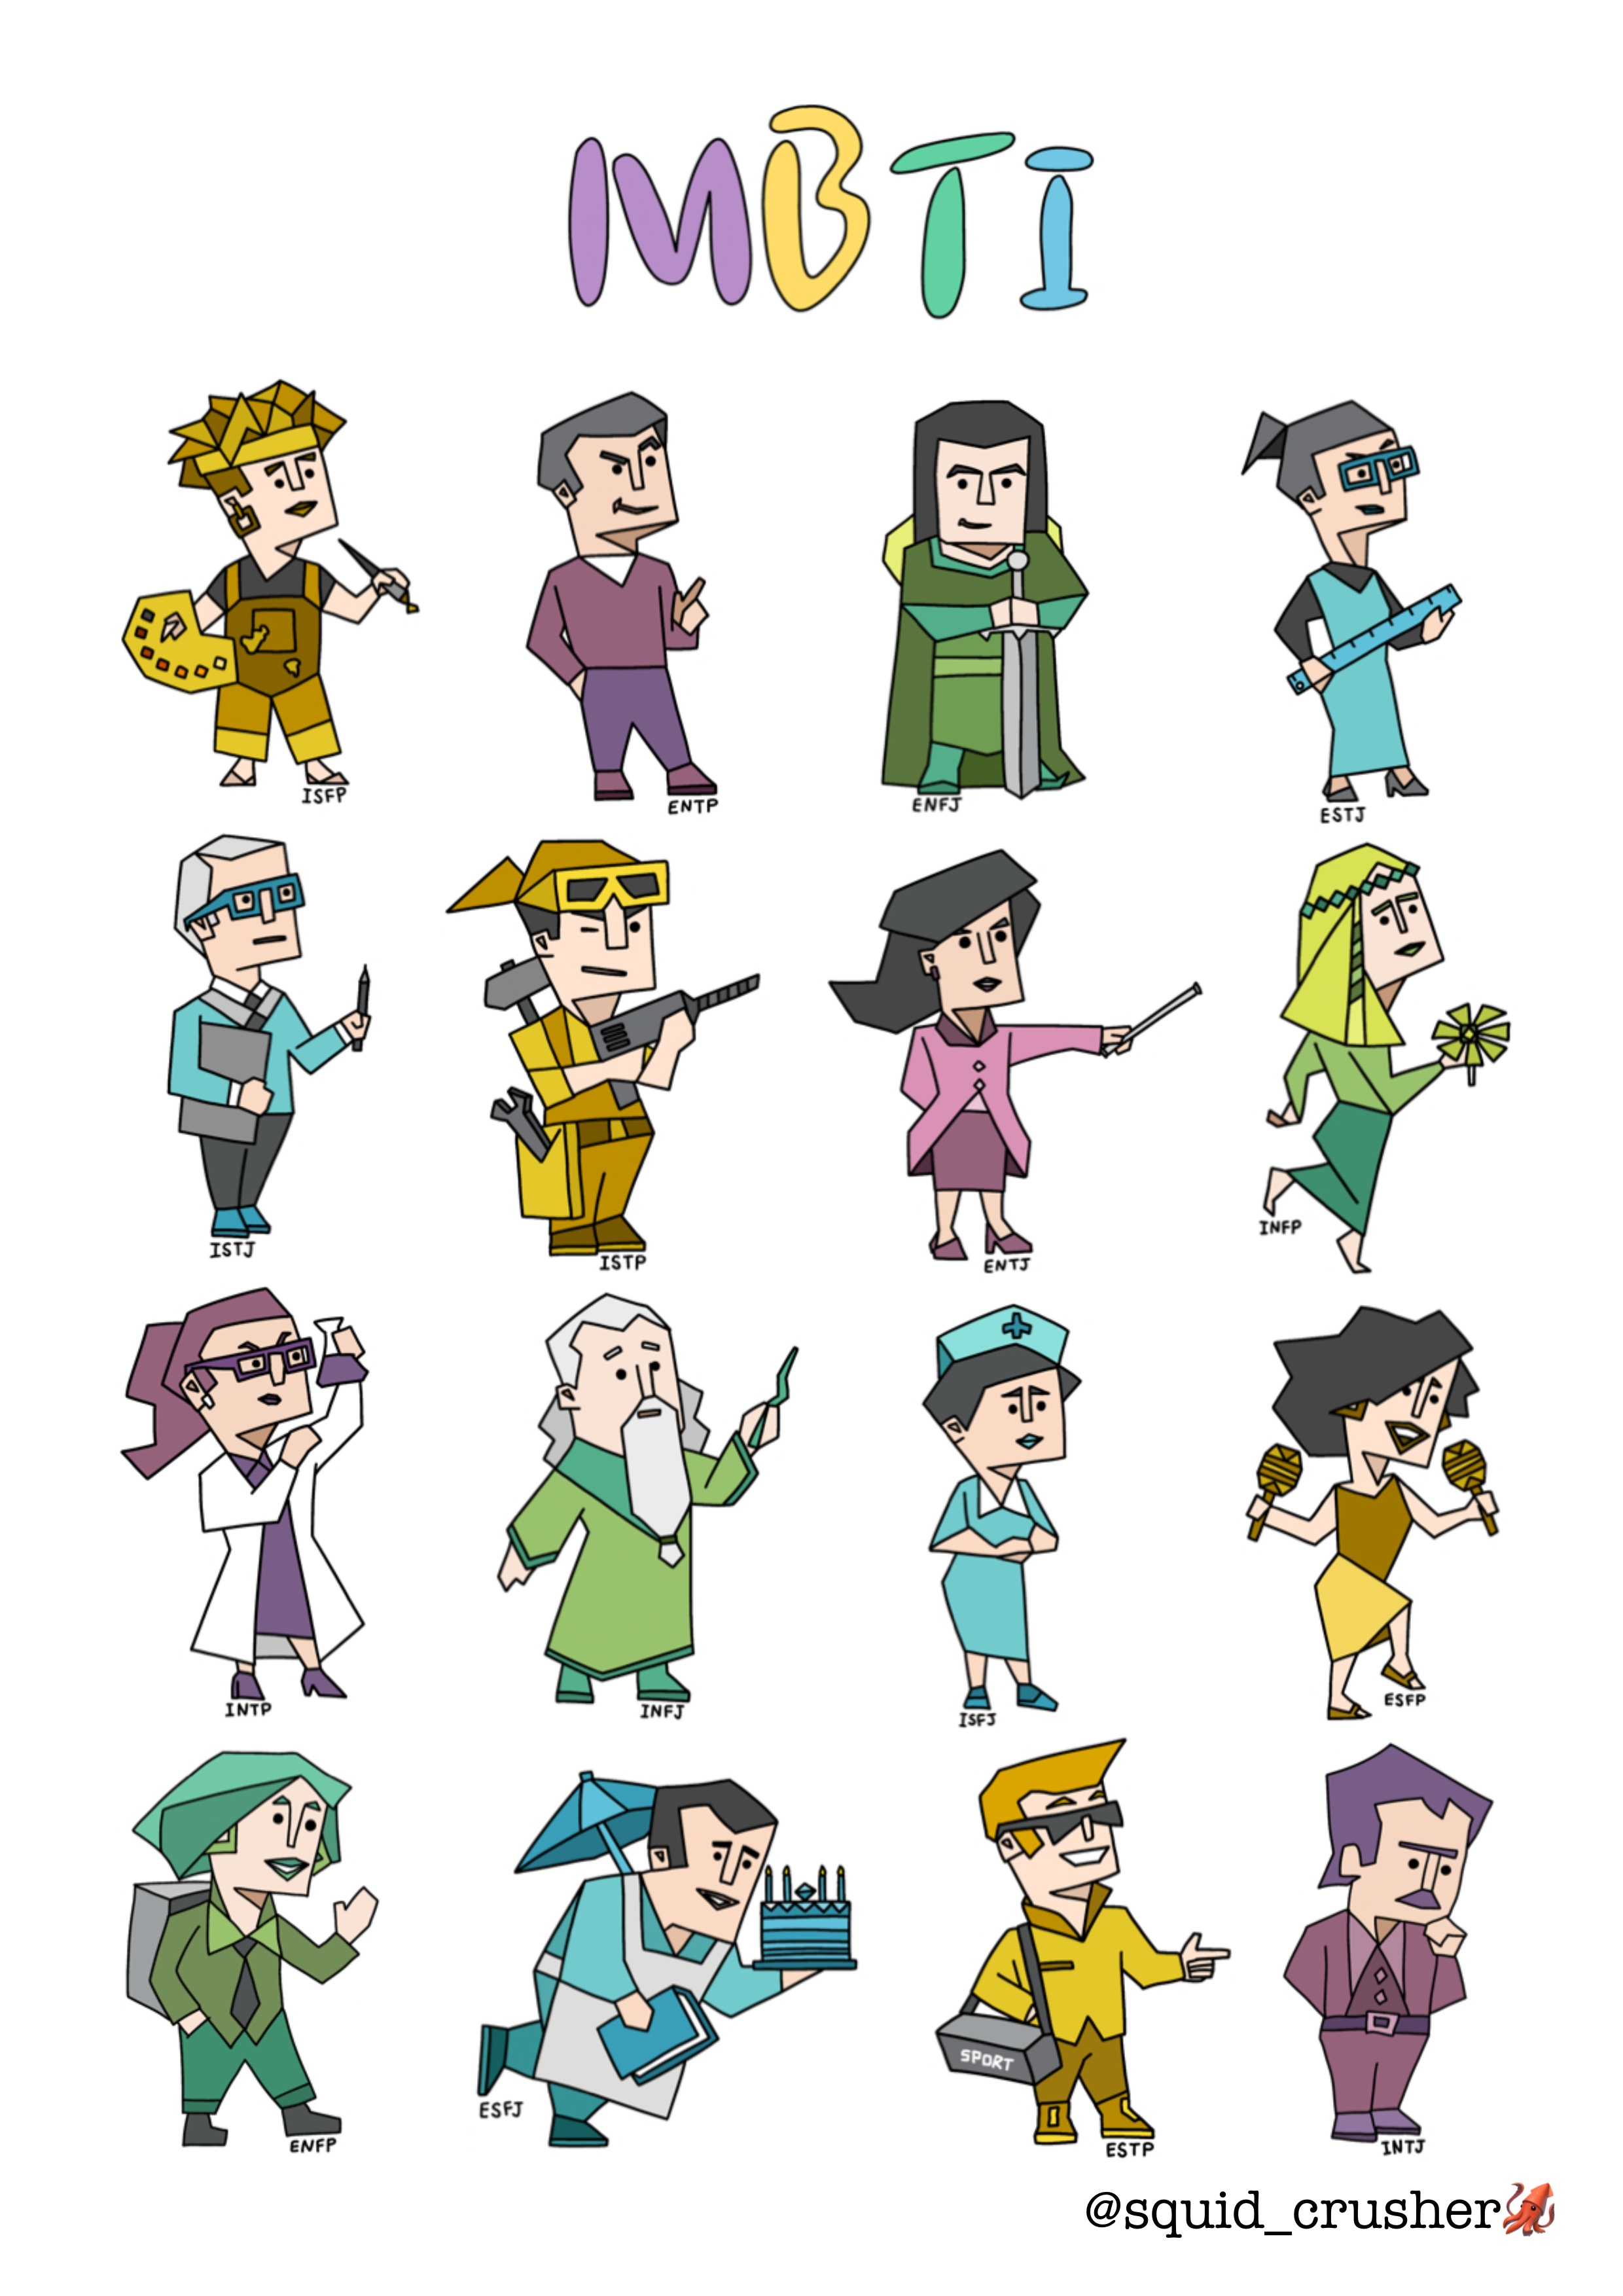 MBTI
ISFP
ENTP
ENFJ
ESTJ
ISTJ
ISTP
ENTJ
INFP
INTP
INFJ
ISFJ
ESFP
ENFP
ESFJ
SPORT
ESTP
INTJ
@squid_crusher🦑